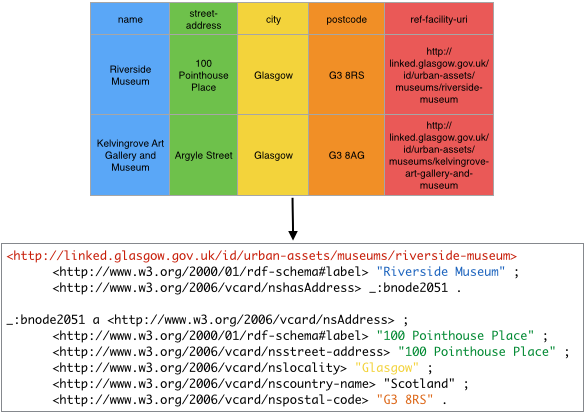 name street-address city postcode ref-facility-uri
Riverside Museum 100 Pointhouse Place Glasgow G3 8RS http://linked.glasgow.gov.uk/id/urban-assets/museums/riverside-museum
Kelvingrove Art Gallery and Museum Argyle Street Glasgow G3 8AG http://linked.glasgow.gov.uk/id/urban-assets/museums/kelvingrove-art-gallery-and-museum
<http://linked.glasgow.gov.uk/id/urban-assets/museums/riverside-museum>
<http://www.w3.org/2000/01/rdf-schema#label> "Riverside Museum" ;
<http://www.w3.org/2006/vcard/nshasAddress> _:bnode2051 .
_:bnode2051 a <http://www.w3.org/2006/vcard/nsAddress> ;
<http://www.w3.org/2000/01/rdf-schema#label> "100 Pointhouse Place" ;
<http://www.w3.org/2006/vcard/nsstreet-address> "100 Pointhouse Place" ;
<http://www.w3.org/2006/vcard/nslocality> "Glasgow" ;
<http://www.w3.org/2006/vcard/nscountry-name> "Scotland" ;
<http://www.w3.org/2006/vcard/nspostal-code> "G3 8RS" .